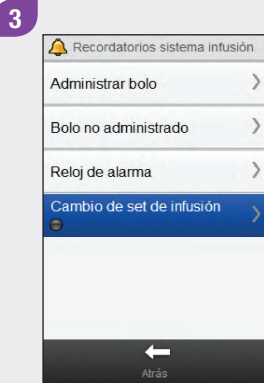 3
Recordatorios sistema infusión
Administrar bolo
Bolo no administrado
Reloj de alarma
Cambio de set de infusión
Atrás